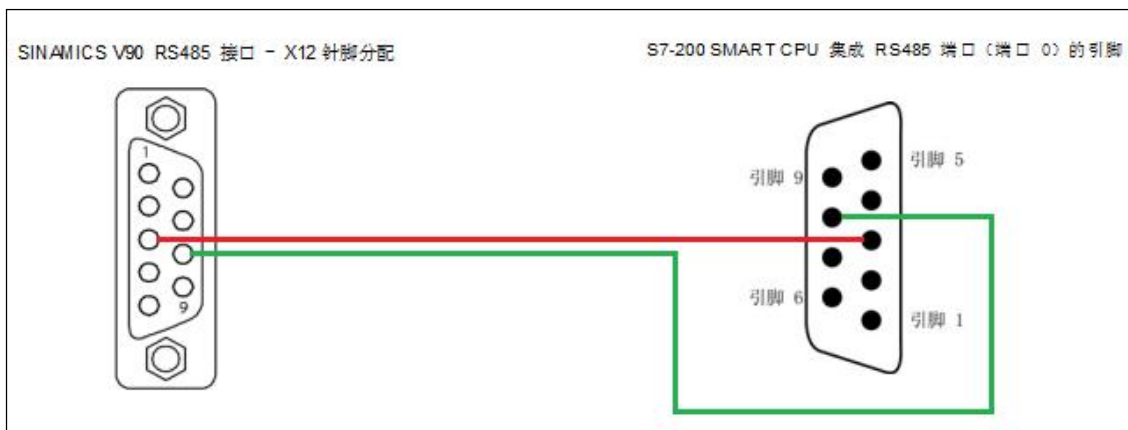 SINAMICS V90 RS485 接口 - X12 针脚分配
S7-200 SMART CPU 集成 RS485 端口（端口 0）的引脚
1
9
引脚 5
引脚 9
引脚 6
引脚 1